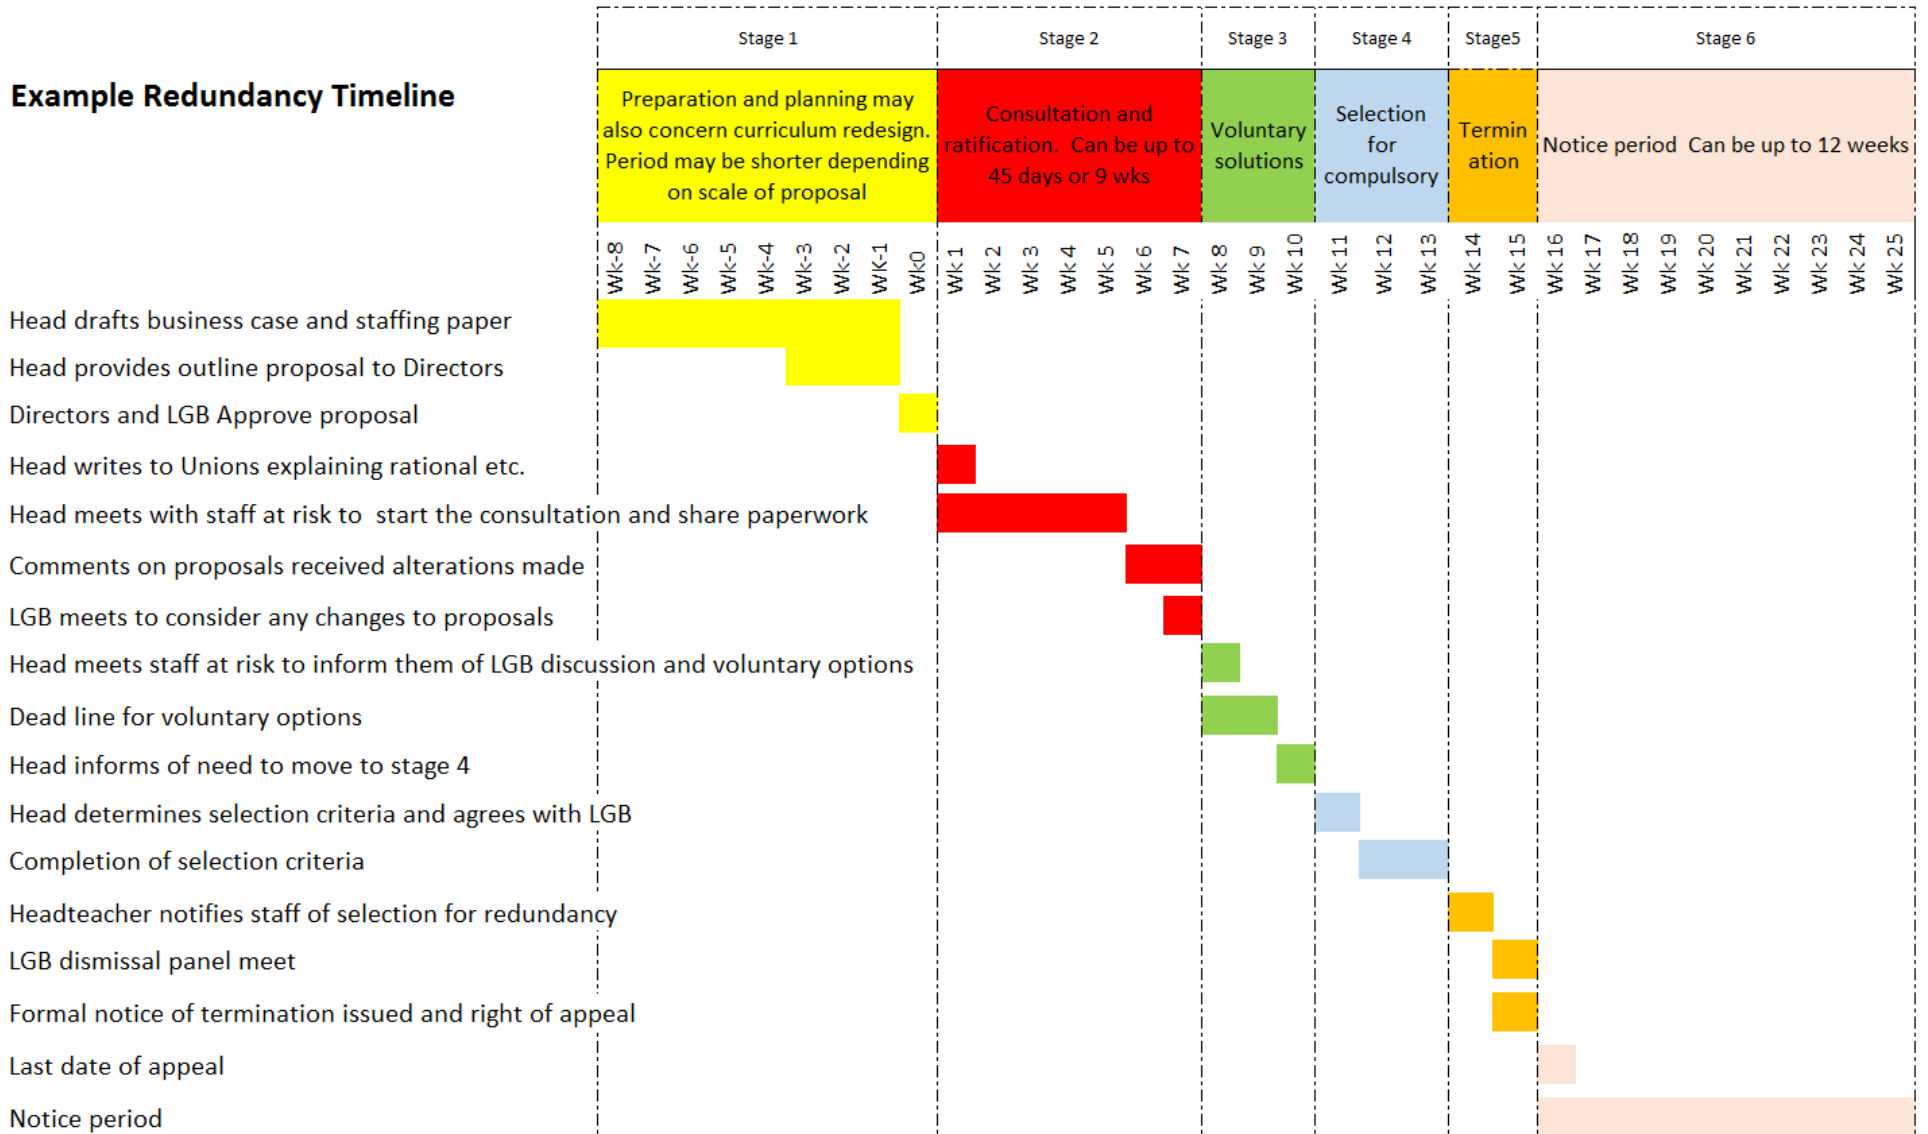 Stage 1
Stage 2
Stage 3
Stage 4
Stage5
Stage 6
Example Redundancy Timeline
Preparation and planning may
also concern curriculum redesign.
Period may be shorter depending
on scale of proposal
Consultation and
ratification. Can be up to
45 days or 9 wks
Voluntary
solutions
Selection
for
compulsory
Termin
ation
Notice period Can be up to 12 weeks
Wk-8
Wk-7
Wk-6
Wk-5
Wk-4
Wk-3
Wk-2
WK-1
Wk0
Wk 1
Wk 2
Wk 3
Wk 4
Wk 5
Wk 6
Wk 7
Wk 8
Wk 9
Wk 10
Wk 11
Wk 12
Wk 13
Wk 14
Wk 15
Wk 16
Wk 17
Wk 18
Wk 19
Wk 20
Wk 21
Wk 22
Wk 23
Wk 24
Wk 25
Head drafts business case and staffing paper
Head provides outline proposal to Directors
Directors and LGB Approve proposal
Head writes to Unions explaining rational etc.
Head meets with staff at risk to start the consultation and share paperwork
Comments on proposals received alterations made
LGB meets to consider any changes to proposals
Head meets staff at risk to inform them of LGB discussion and voluntary options
Dead line for voluntary options
Head informs of need to move to stage 4
Head determines selection criteria and agrees with LGB
Completion of selection criteria
Headteacher notifies staff of selection for redundancy
LGB dismissal panel meet
Formal notice of termination issued and right of appeal
Last date of appeal
Notice period